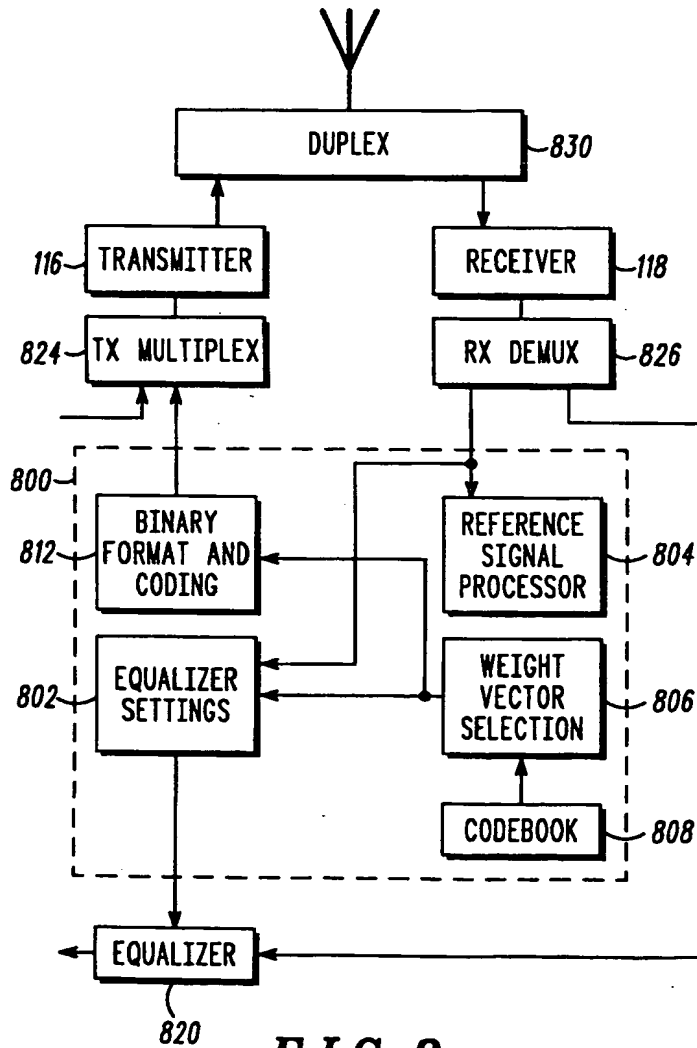 DUPLEX
830
116
TRANSMITTER
RECEIVER
118
824
TX MULTIPLEX
RX DEMUX
826
800
812
BINARY
FORMAT AND
CODING
REFERENCE
SIGNAL
PROCESSOR
804
802
EQUALIZER
SETTINGS
WEIGHT
VECTOR
SELECTION
806
CODEBOOK
808
EQUALIZER
820